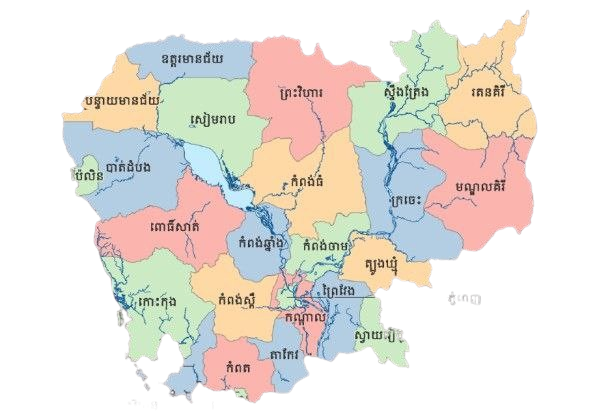 ឧត្តរមានជ័យ
ព្រះវិហារ
ស្ទឹងត្រែង
រតនគិរី
បន្ទាយមានជ័យ
សៀមរាប
ប៉ៃលិន
បាត់ដំបង
កំពង់ធំ
ក្រចេះ
មណ្ឌលគិរី
ពោធិ៍សាត់
កំពង់ឆ្នាំង
កំពង់ចាម
ត្បូងឃ្មុំ
កោះកុង
កំពង់ស្ពឺ
ព្រៃវែង
ភ្នំពេញ
កណ្ដាល
ស្វាយរៀង
កំពត
តាកែវ